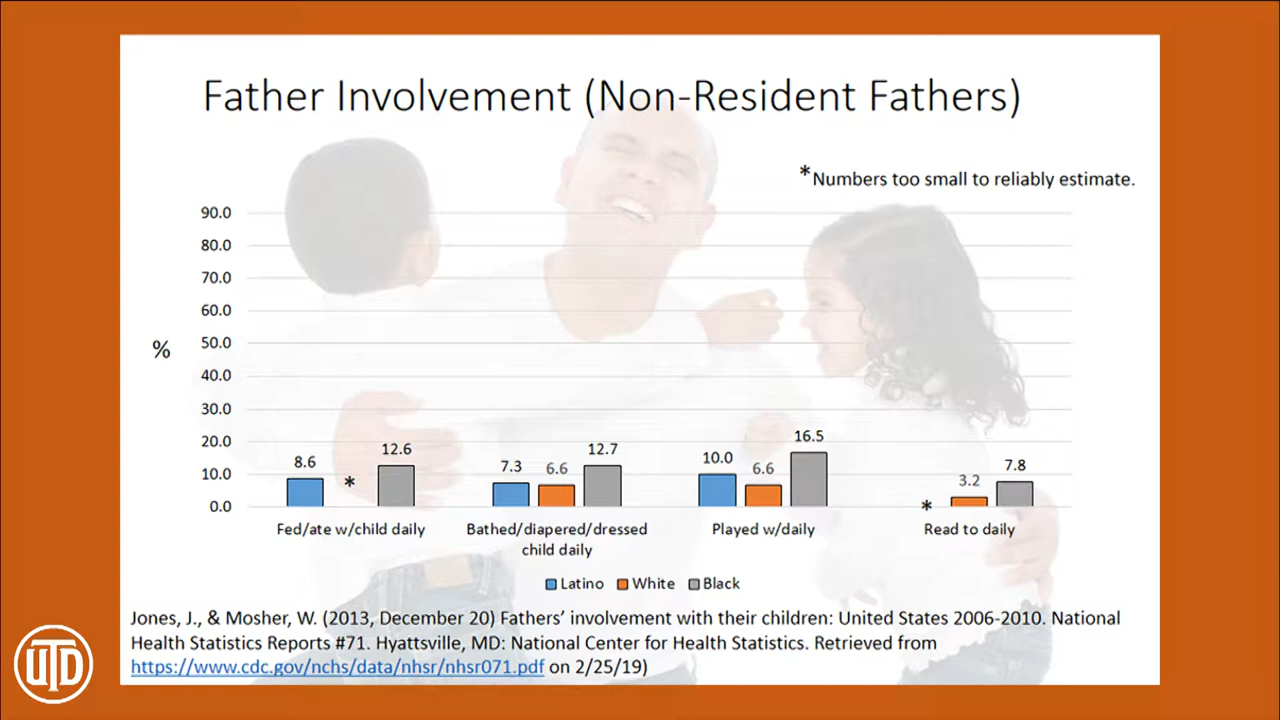 Father Involvement (Non-Resident Fathers)
*Numbers too small to reliably estimate.
90.0
80.0
70.0
60.0
%
50.0
40.0
30.0
20.0
10.0
0.0
8.6 * 12.6
7.3 6.6 12.7
10.0 6.6 16.5
* 3.2 7.8
Fed/ate w/child daily
Bathed/diapered/dressed
child daily
Played w/daily
Read to daily
Latino White Black
Jones, J., & Mosher, W. (2013, December 20) Fathers’ involvement with their children: United States 2006-2010. National
Health Statistics Reports #71. Hyattsville, MD: National Center for Health Statistics. Retrieved from
https://www.cdc.gov/nchs/data/nhsr/nhsr071.pdf on 2/25/19)
UTD